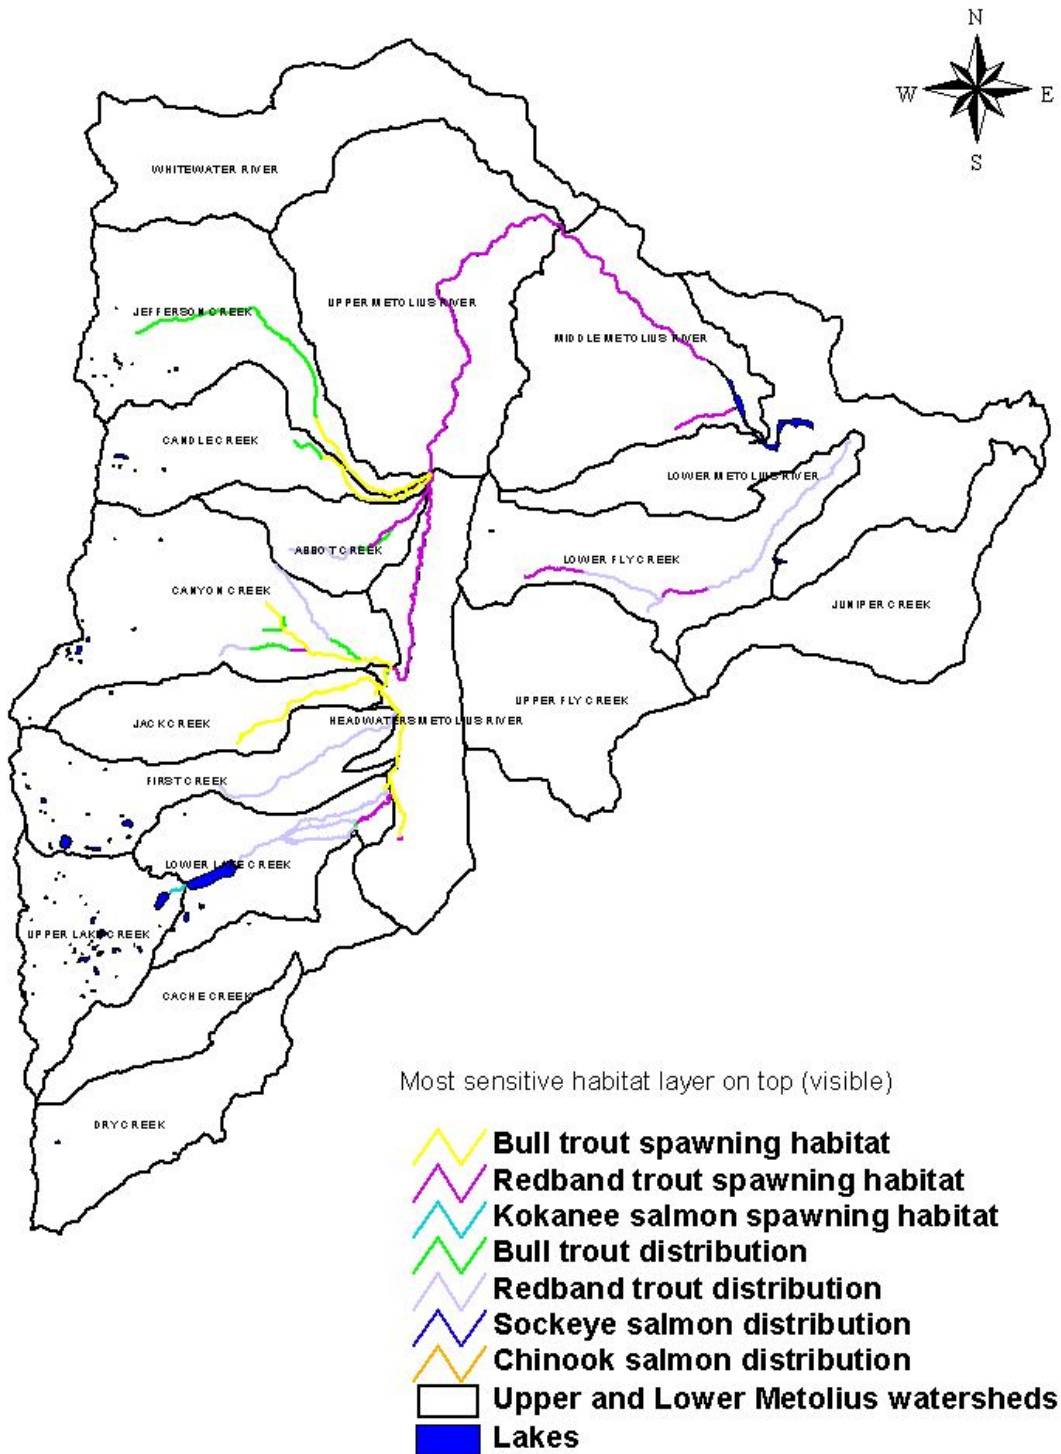 N
W E
S
WHITEWATER RIVER
JEFFERSON CREEK
UPPER METOLIUS RIVER
MIDDLE METOLIUS RIVER
CANDLE CREEK
LOWER METOLIUS RIVER
ABBOT CREEK
LOWER FLY CREEK
CANYON CREEK
JUNIPER CREEK
UPPER FLY CREEK
JACK CREEK
HEADWATERS METOLIUS RIVER
FIRST CREEK
LOWER LAKE CREEK
UPPER LAKE CREEK
CACHE CREEK
DRY CREEK
Most sensitive habitat layer on top (visible)
Bull trout spawning habitat
Redband trout spawning habitat
Kokanee salmon spawning habitat
Bull trout distribution
Redband trout distribution
Sockeye salmon distribution
Chinook salmon distribution
Upper and Lower Metolius watersheds
Lakes